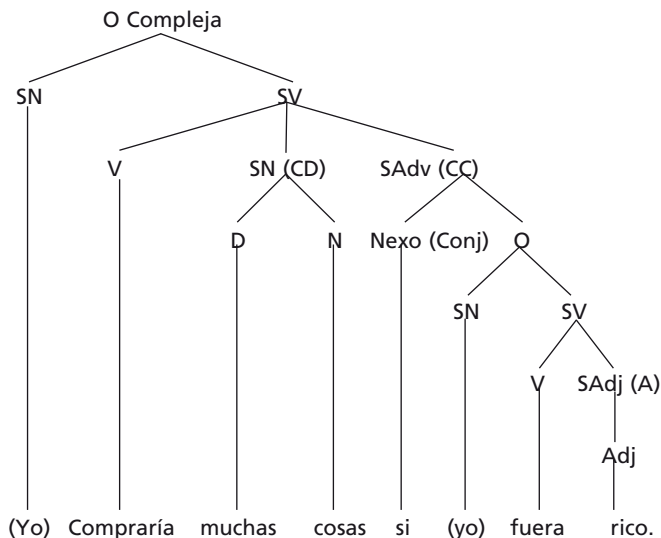 O Compleja
SN SV
V SN (CD) SAdv (CC)
D N Nexo (Conj) O
SN SV
V SAdj (A)
Adj
(Yo) Compraría muchas cosas si (yo) fuera rico.